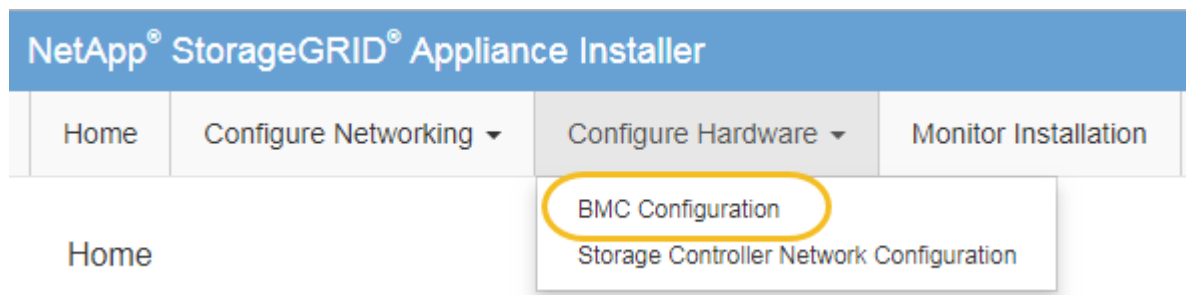 NetApp® StorageGRID® Appliance Installer
Home Configure Networking Configure Hardware Monitor Installation
BMC Configuration
Home Storage Controller Network Configuration